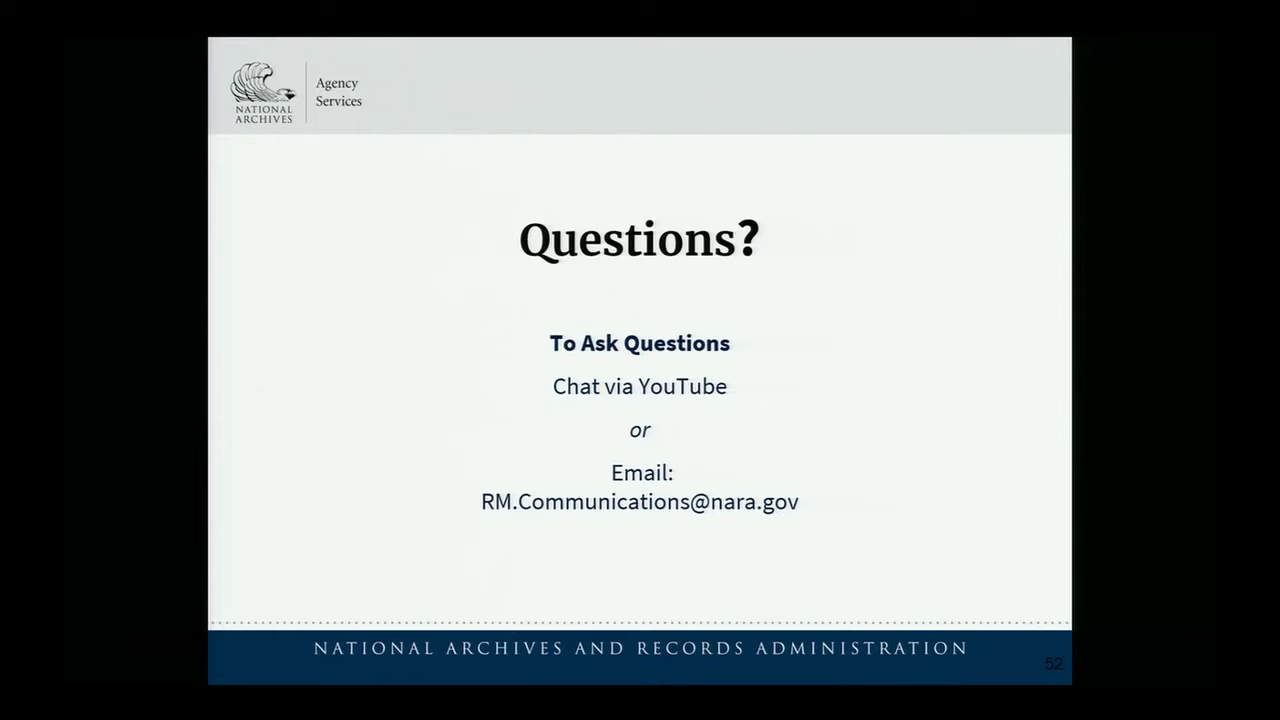 NATIONAL
ARCHIVES
Agency
Services
Questions?
To Ask Questions
Chat via YouTube
or
Email:
RM.Communications@nara.gov
NATIONAL ARCHIVES AND RECORDS ADMINISTRATION
52